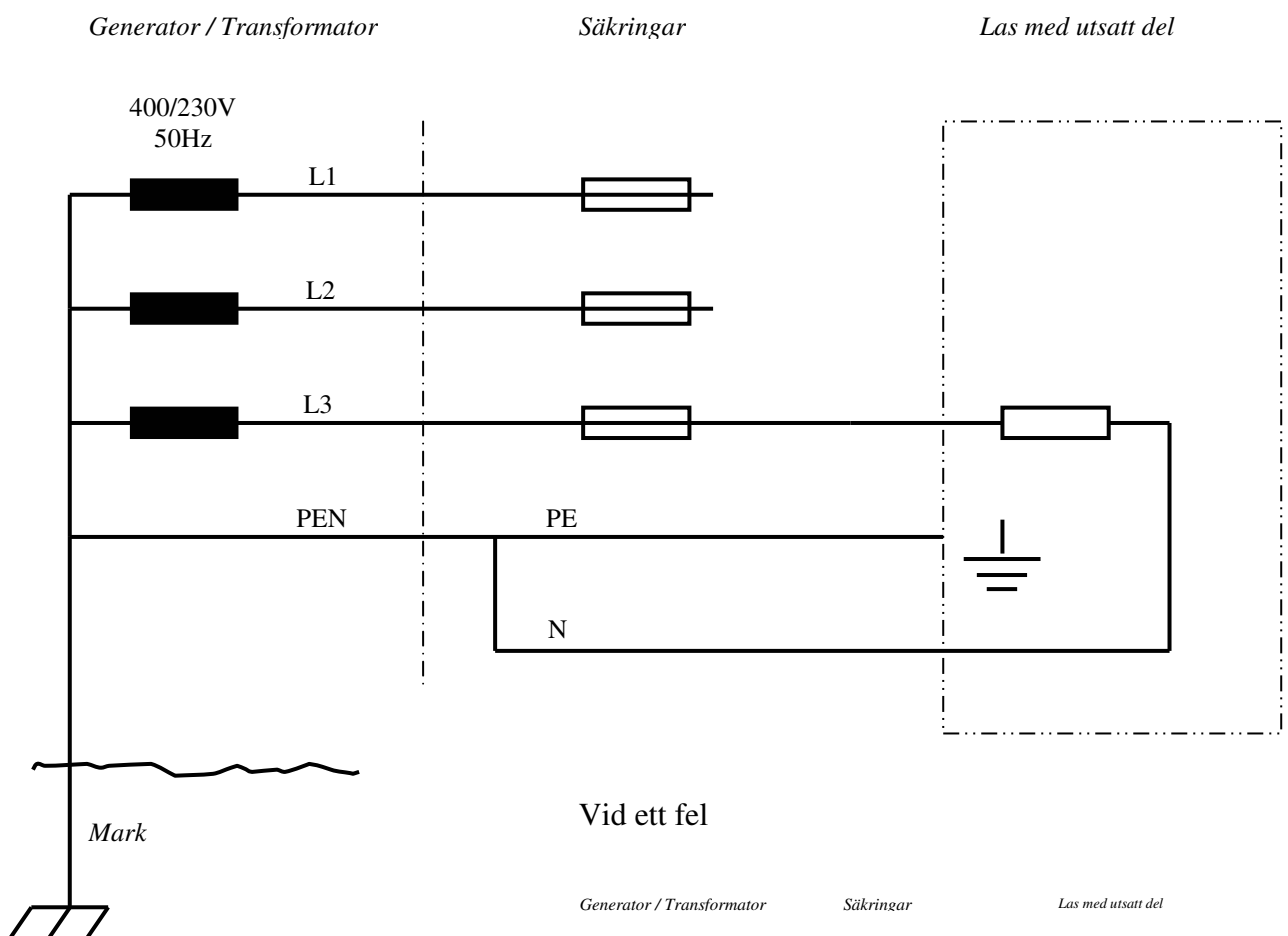 Generator / Transformator
Säkringar
Las med utsatt del
400/230V
50Hz
L1
L2
L3
PEN
PE
N
Vid ett fel
Mark
Generator / Transformator
Säkringar
Las med utsatt del